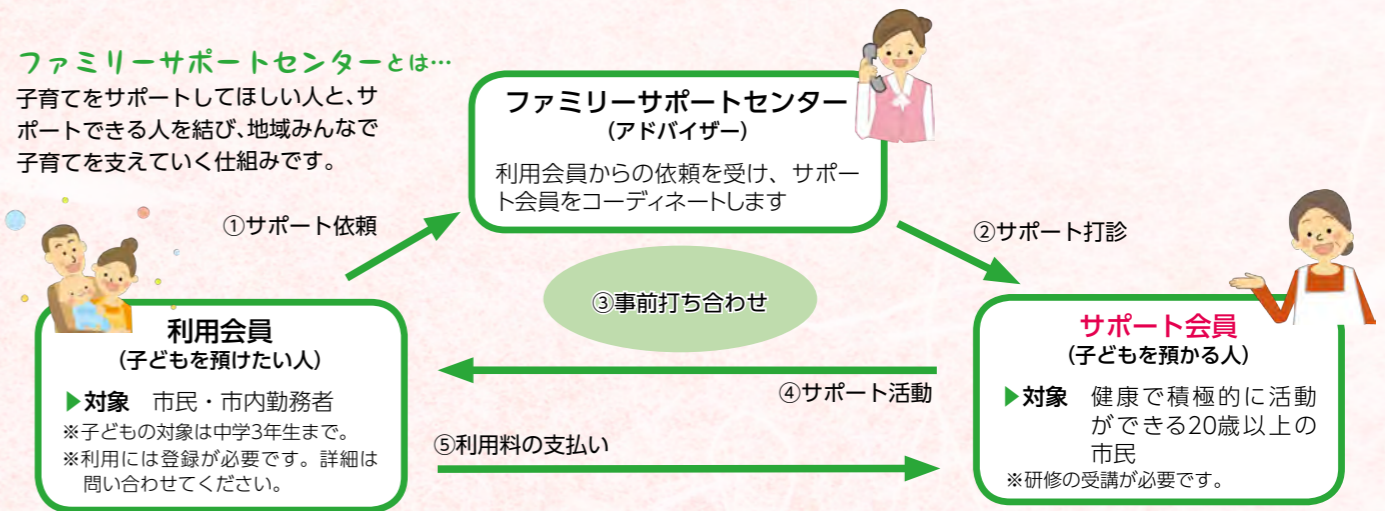 ファミリーサポートセンターとは…
子育てをサポートしてほしい人と、サ
ポートできる人を結び、地域みんなで
子育てを支えていく仕組みです。
ファミリーサポートセンター
(アドバイザー)
利用会員からの依頼を受け、サポー
ト会員をコーディネートします
①サポート依頼
②サポート打診
③事前打ち合わせ
利用会員
(子どもを預けたい人)
▶対象 市民・市内勤務者
※子どもの対象は中学3年生まで。
※利用には登録が必要です。詳細は
問い合わせてください。
④サポート活動
⑤利用料の支払い
サポート会員
(子どもを預かる人)
▶対象 健康で積極的に活動
ができる20歳以上の
市民
※研修の受講が必要です。